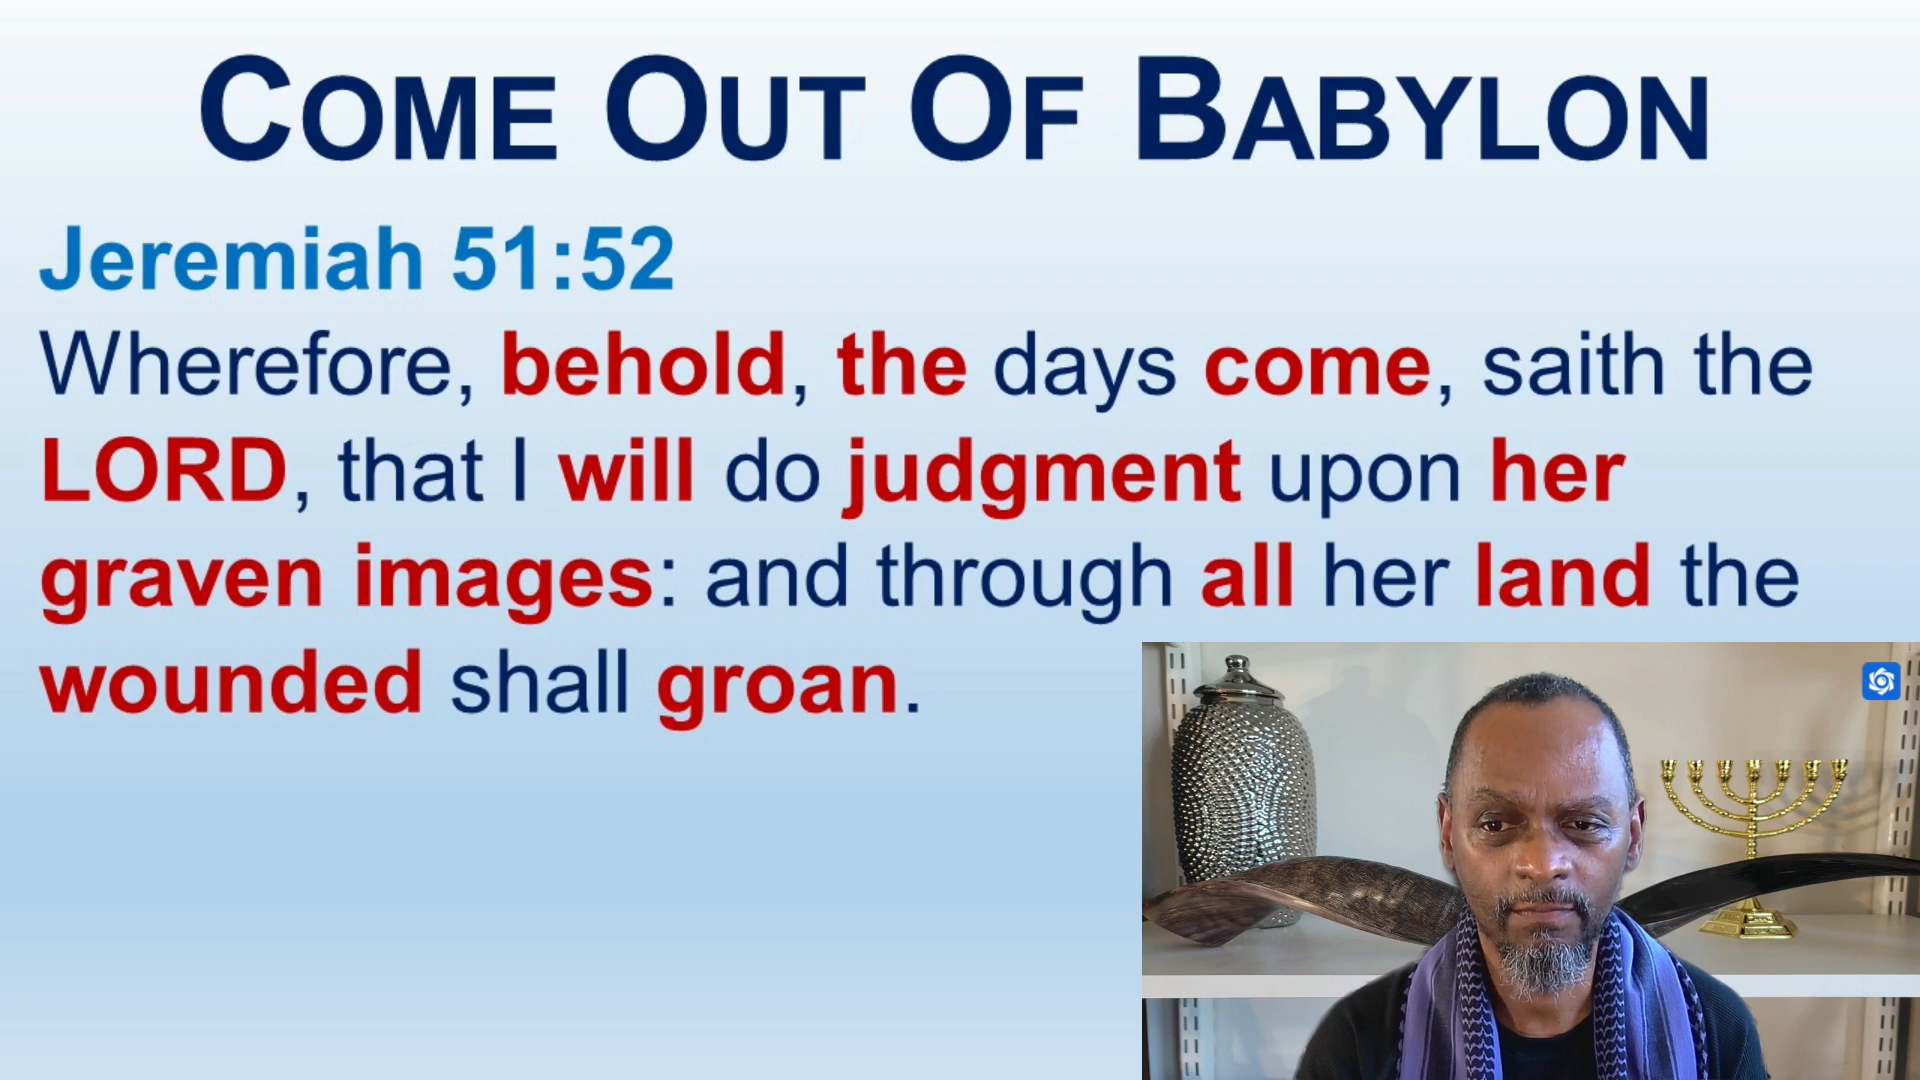 COME OUT OF BABYLON
Jeremiah 51:52
Wherefore, behold, the days come, saith the
LORD, that I will do judgment upon her
graven images: and through all her land the
wounded shall groan.